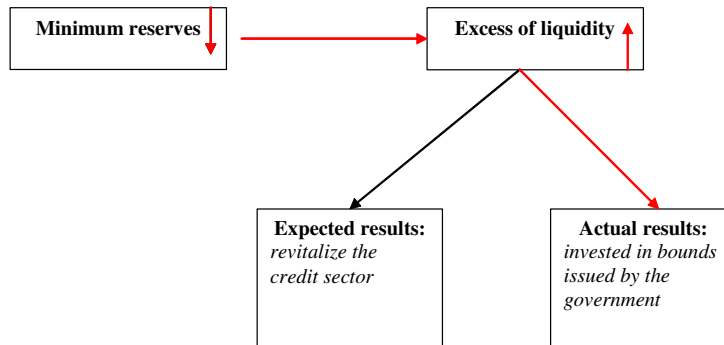 Minimum reserves
Excess of liquidity
Expected results:
revitalize the
credit sector
Actual results:
invested in bounds
issued by the
government